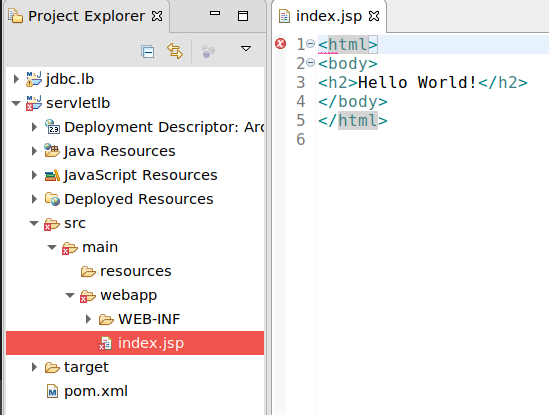 Project Explorer
jdbc.lb
servletlb
2.3 Deployment Descriptor: Arc
Java Resources
JavaScript Resources
Deployed Resources
src
main
resources
webapp
WEB-INF
index.jsp
target
M pom.xml
index.jsp
1 <html>
2 <body>
3 <h2>Hello World!</h2>
4 </body>
5 </html>
6